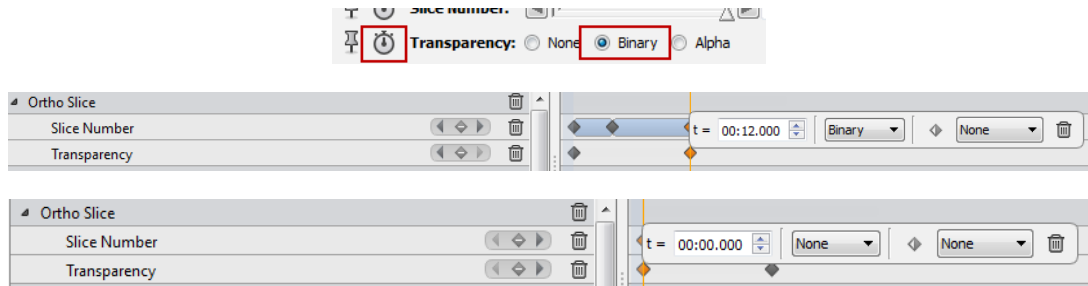 Slice Number:
Transparency: None Binary Alpha
Ortho Slice
Slice Number
t = 00:12.000 Binary None
Transparency
Ortho Slice
Slice Number
t = 00:00.000 None None
Transparency